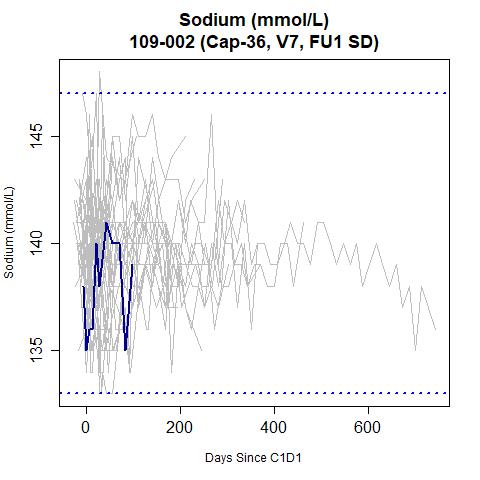 Sodium (mmol/L)
109-002 (Cap-36, V7, FU1 SD)
Sodium (mmol/L)
145
140
135
0 200 400 600
Days Since C1D1